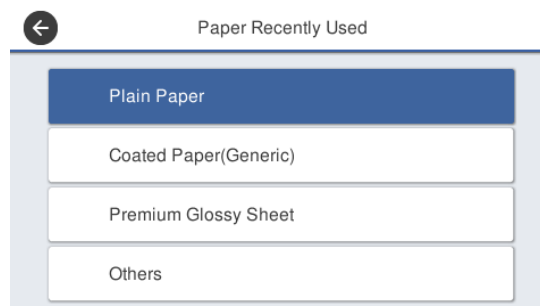 Paper Recently Used
Plain Paper
Coated Paper(Generic)
Premium Glossy Sheet
Others